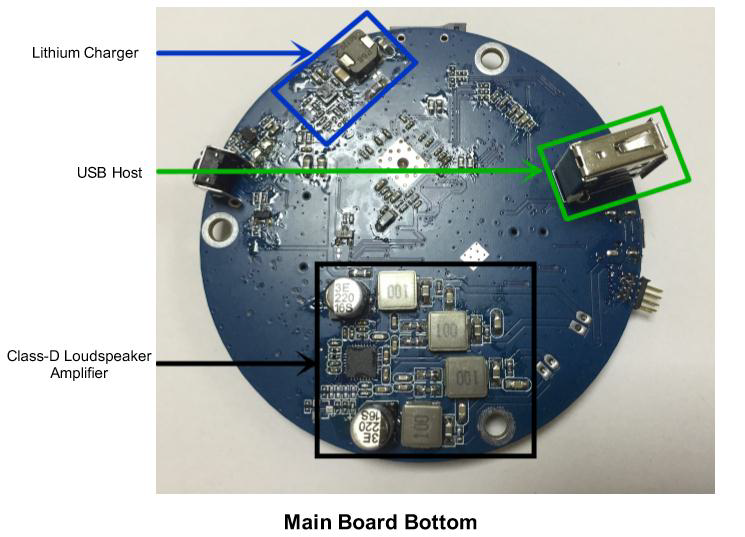 Lithium Charger
USB Host
Class-D Loudspeaker
Amplifier
3E
220
16S
001
100
001
100
3E
220
16S
Main Board Bottom